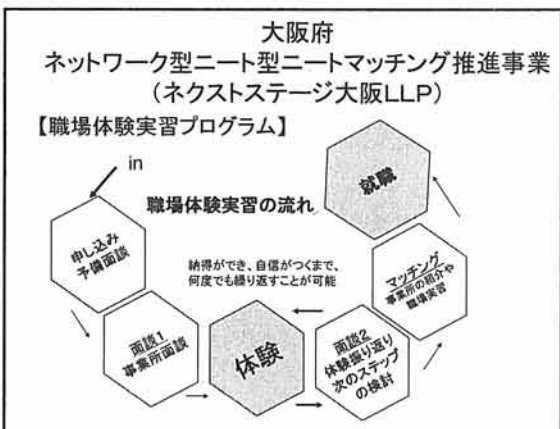 大阪府
ネットワーク型ニート型ニートマッチング推進事業
(ネクストステージ大阪LLP)
【職場体験実習プログラム】
in
職場体験実習の流れ
申し込み
予備面談
納得ができ、自信がつくまで、
何度でも繰り返すことが可能
面談1
事業所面談
体験
面談2
体験振り返り
次のステップ
の検討
マッチング
事業所の紹介や
職場実習
就職